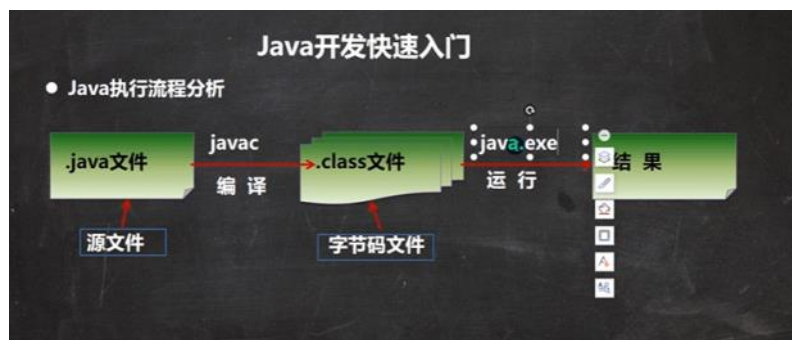 Java开发快速入门
● Java执行流程分析
.java文件
javac
编 译
.class文件
java.exe
运 行
结 果
源文件
字节码文件